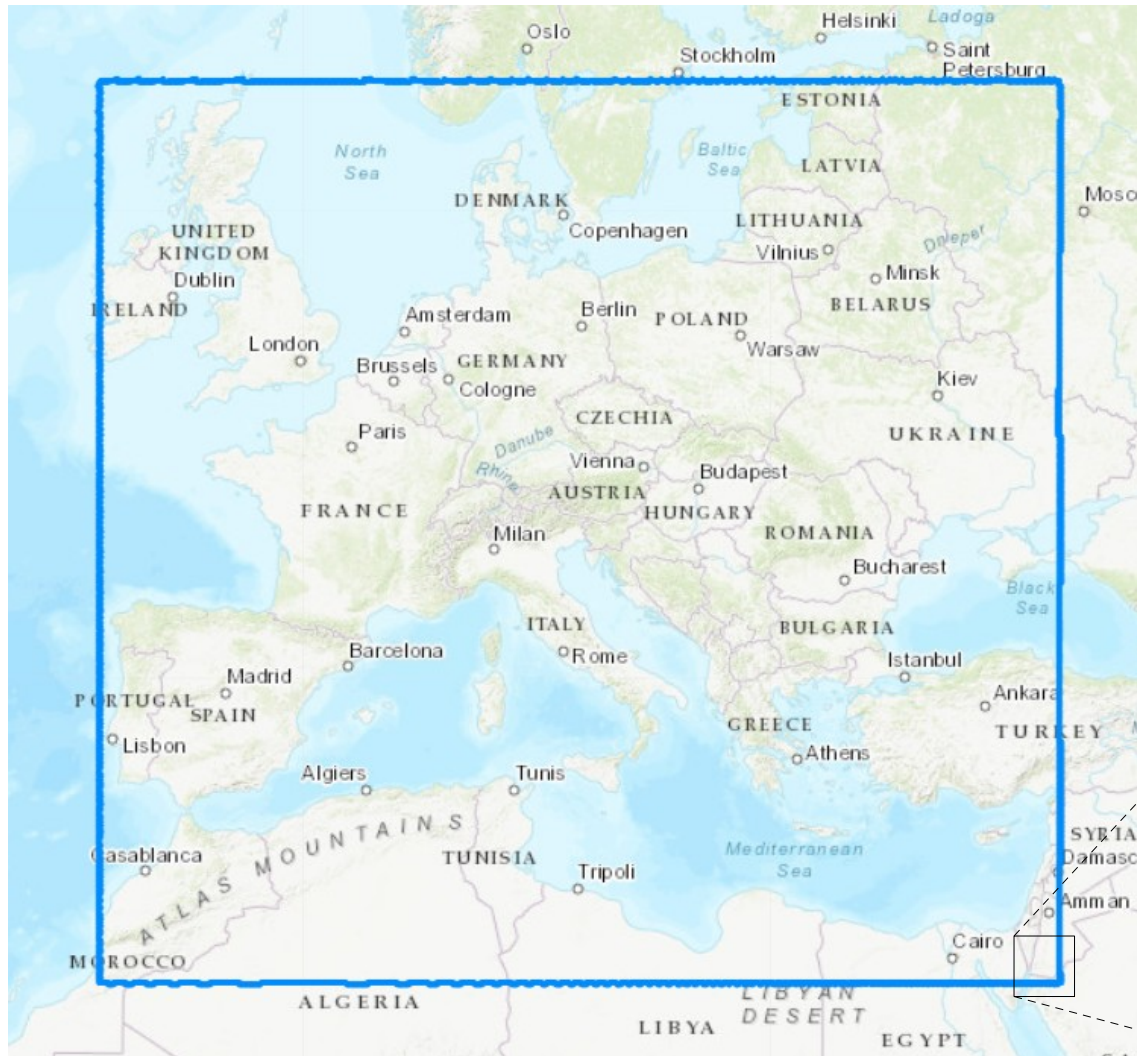 Oslo
Helsinki
Ladoga
Stockholm
Saint
Petersburg
ESTONIA
North
Sea
Baltic
Sea
LATVIA
DENMARK
Copenhagen
LITHUANIA
Vilnius
Mosc
Dnieper
UNITED
KINGDOM
Dublin
IRELAND
Minsk
BELARUS
Amsterdam
Berlin
POLAND
Warsaw
London
Brussels
GERMANY
Cologne
Kiev
Paris
CZECHIA
UKRAINE
Danube
Rhine
Vienna
Budapest
AUSTRIA
HUNGARY
FRANCE
Milan
ROMANIA
Bucharest
Black
Sea
ITALY
BULGARIA
Rome
Barcelona
Istanbul
Madrid
PORTUGAL
SPAIN
Ankara
GREECE
TURKEY
Lisbon
Athens
Algiers
Tunis
ATLAS MOUNTAINS
Casablanca
TUNISIA
Mediterranean
Sea
SYRIA
Damasc
Tripoli
Amman
Cairo
MOROCCO
ALGERIA
LIBYAN
DESERT
LIBYA
EGYPT